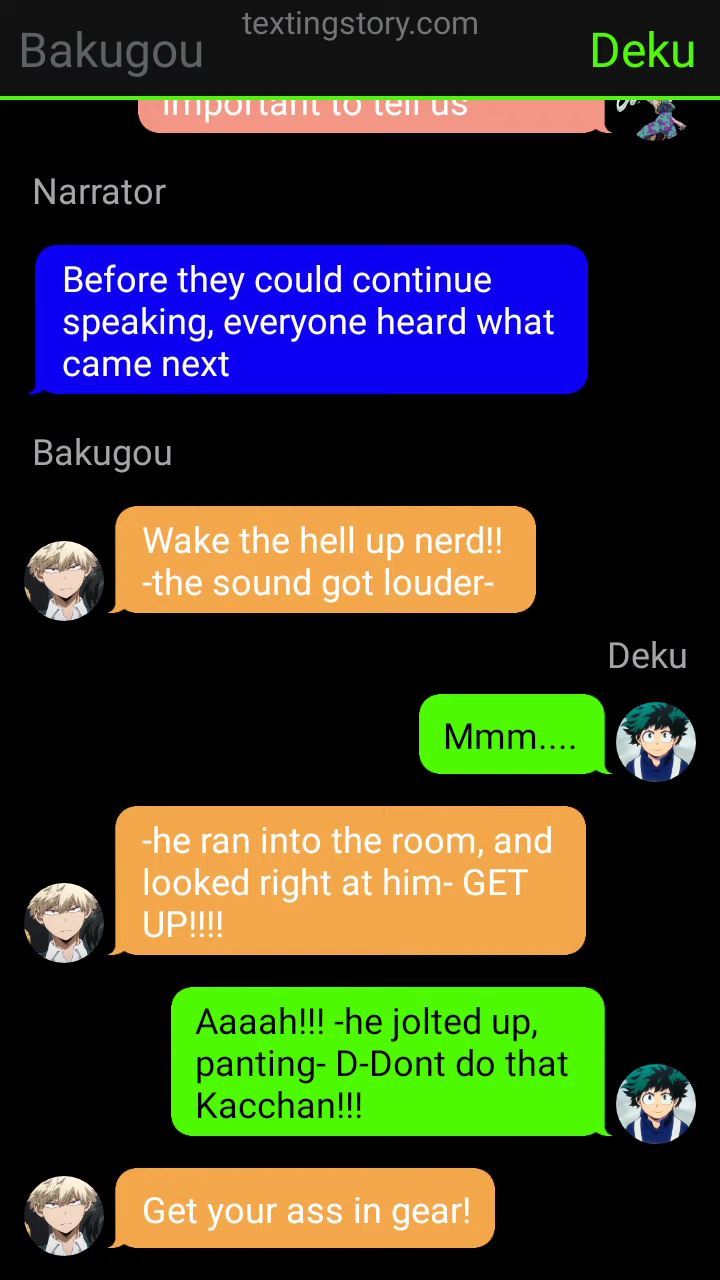 textingstory.com
Bakugou
Deku
important to tell us
Narrator
Before they could continue
speaking, everyone heard what
came next
Bakugou
Wake the hell up nerd!!
-the sound got louder-
Deku
Mmm....
-he ran into the room, and
looked right at him- GET
UP!!!!
Aaaah!!! -he jolted up,
panting- D-Dont do that
Kacchan!!!
Get your ass in gear!